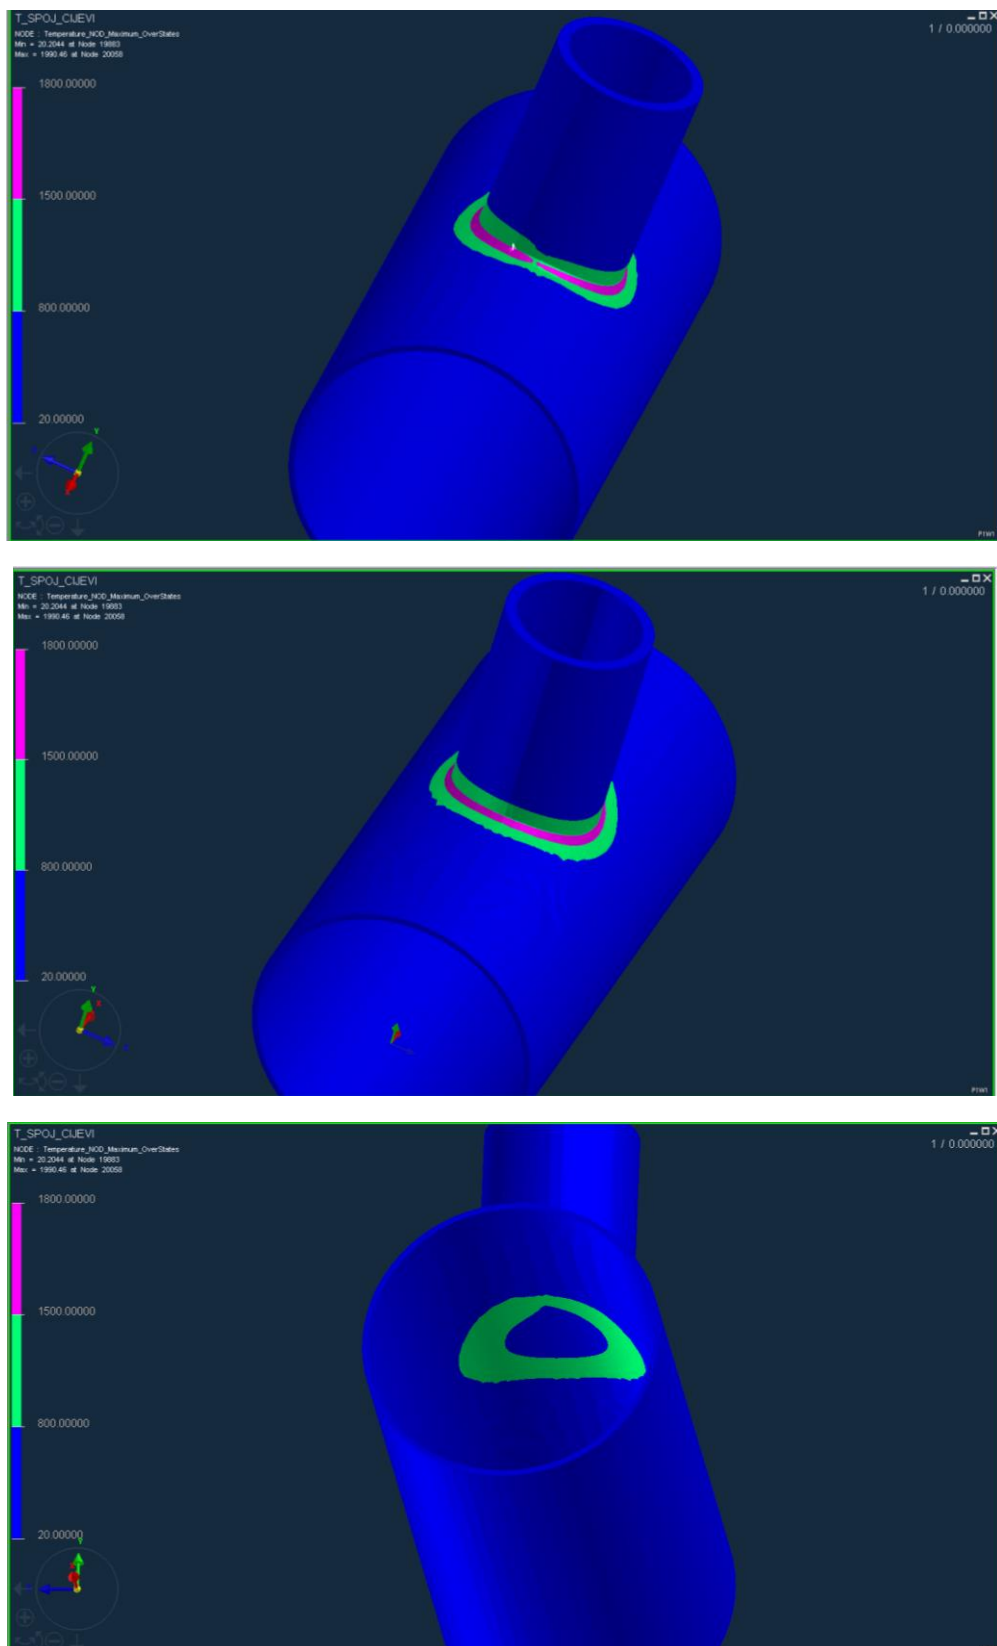 T_SPOJ_CIJEVI
NODE : Temperature_NOD_Maximum_OverStates
Min = 20.2044 at Node 19883
Max = 1990.46 at Node 20058
1 / 0.000000
1800.00000
1500.00000
800.00000
20.00000
Y
X
P1W1
T_SPOJ_CIJEVI
NODE : Temperature_NOD_Maximum_OverStates
Min = 20.2044 at Node 19883
Max = 1990.46 at Node 20058
1 / 0.000000
1800.00000
1500.00000
800.00000
20.00000
Y
X
P1W1
T_SPOJ_CIJEVI
NODE : Temperature_NOD_Maximum_OverStates
Min = 20.2044 at Node 19883
Max = 1990.46 at Node 20058
1 / 0.000000
1800.00000
1500.00000
800.00000
20.00000
Y